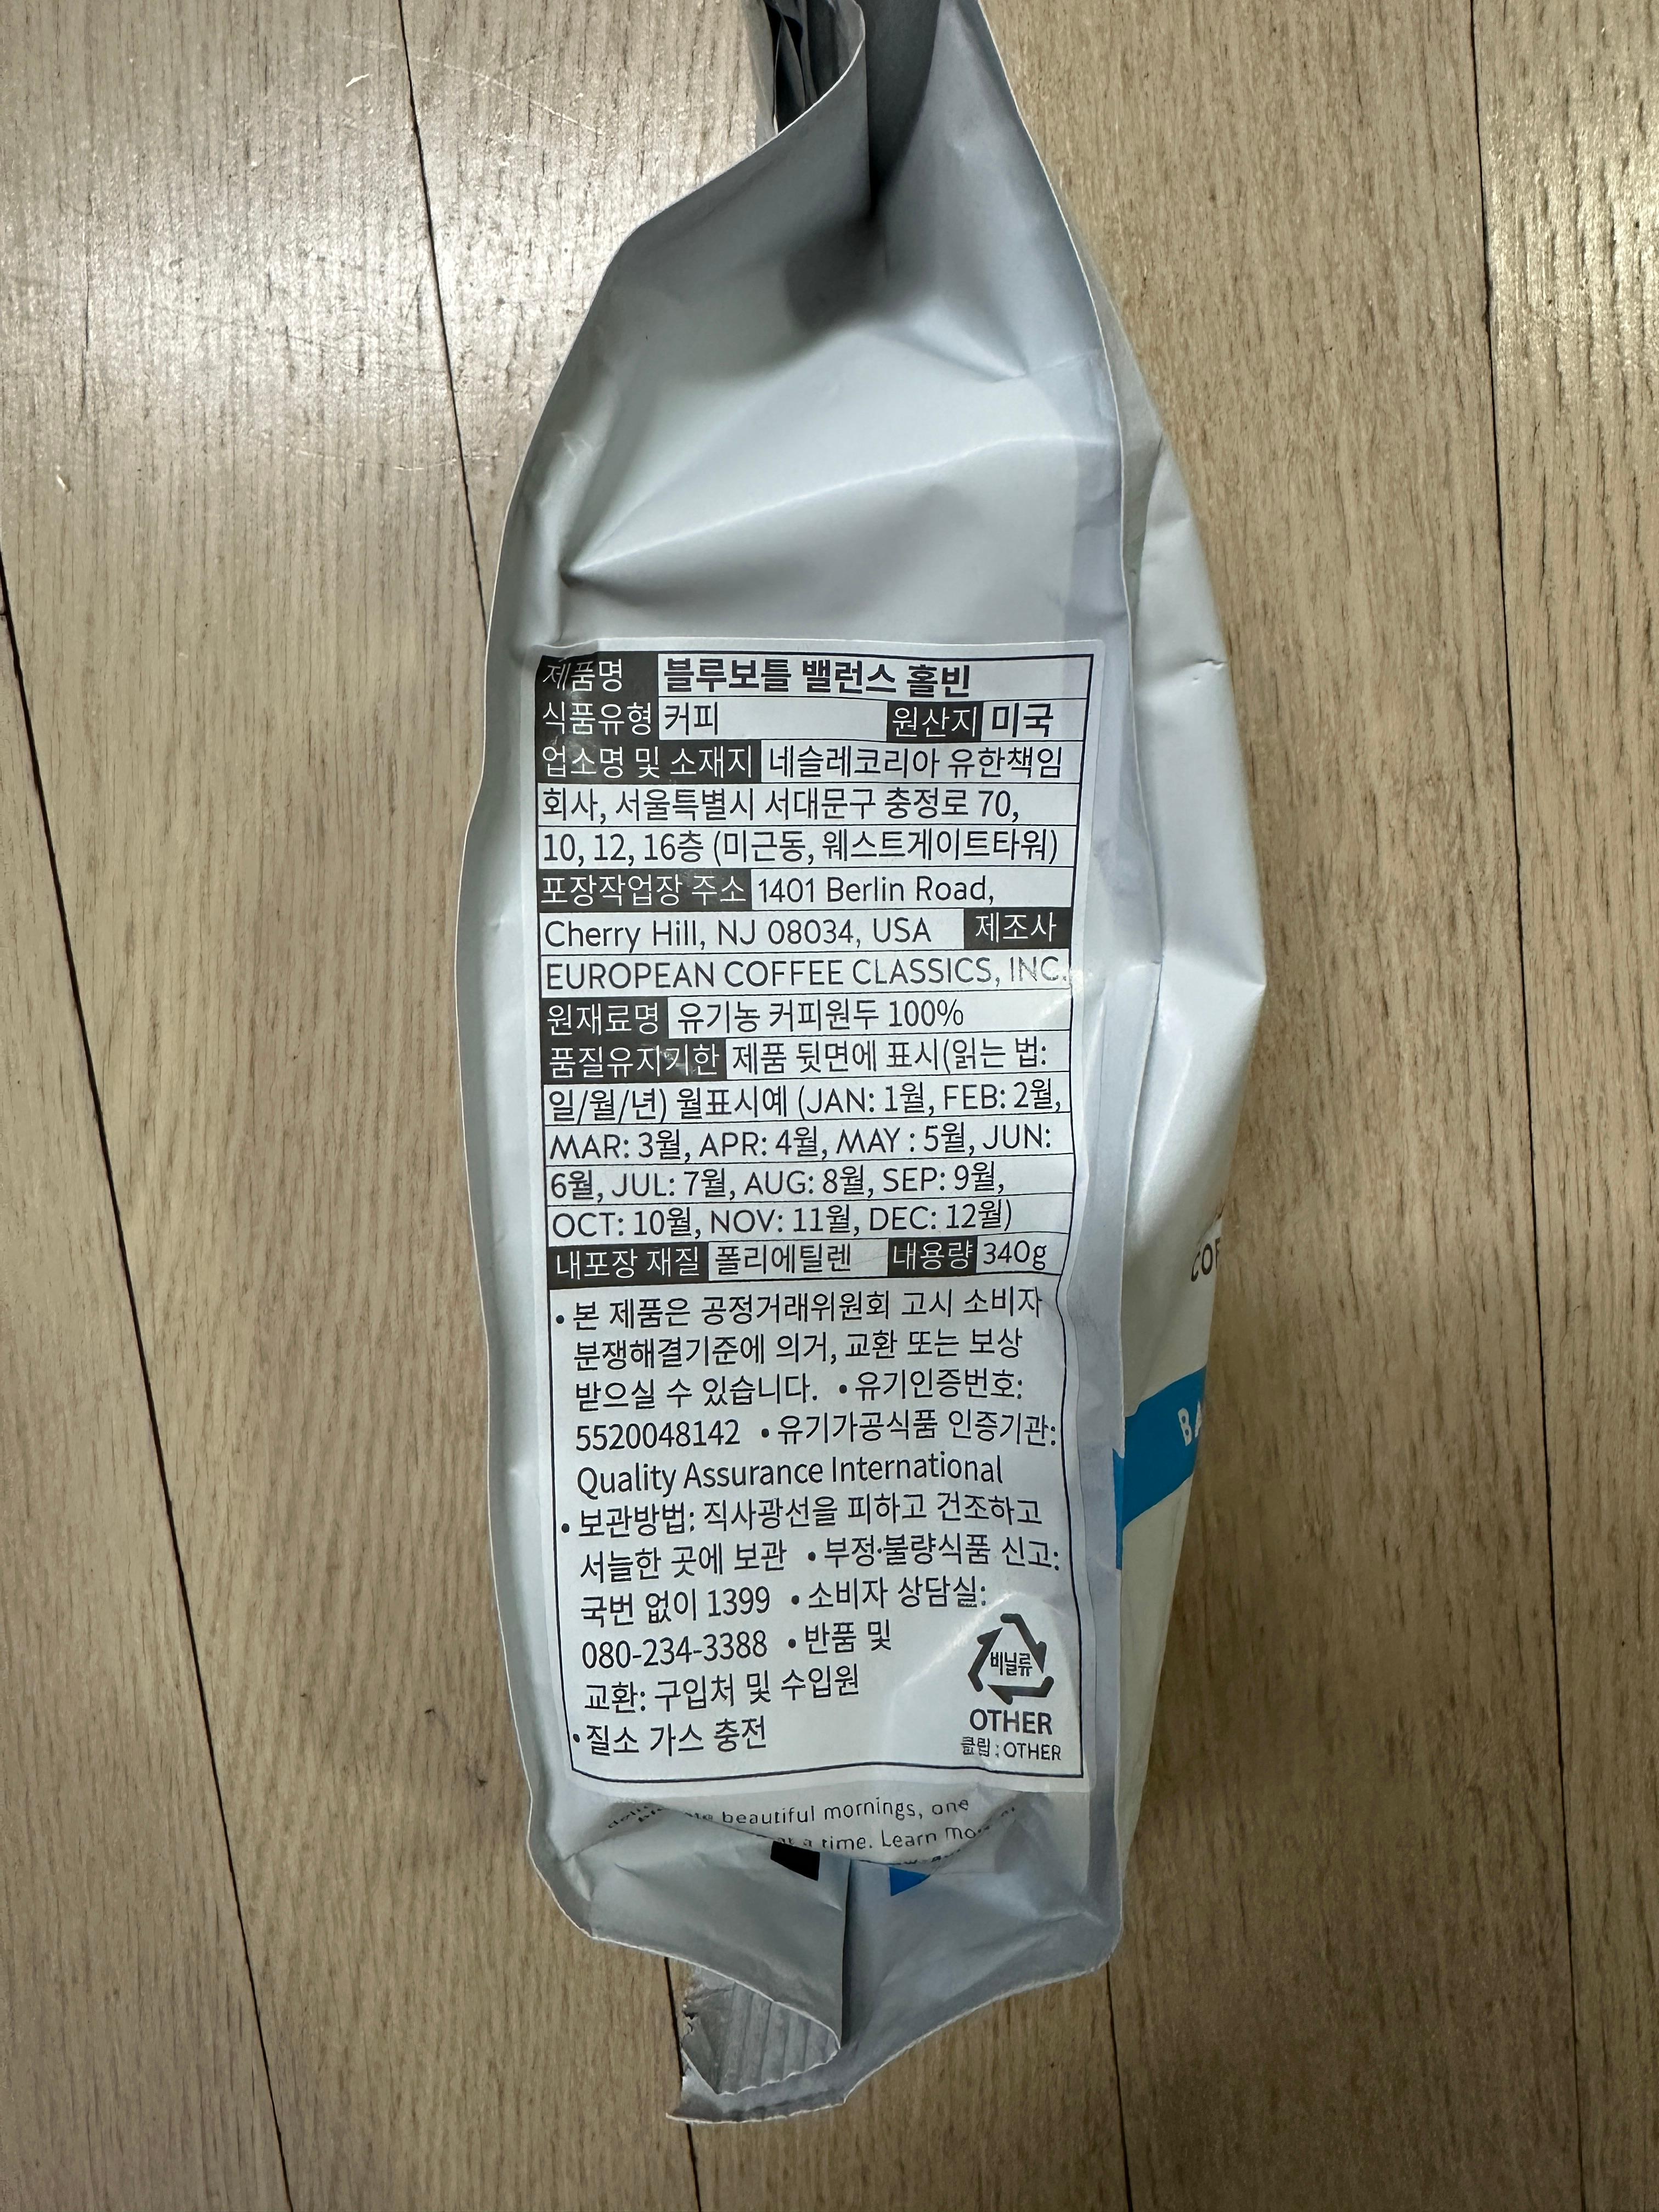 제품명 블루보틀 밸런스 홀빈
식품유형 커피 원산지 미국
업소명 및 소재지 네슬레코리아 유한책임
회사, 서울특별시 서대문구 충정로 70,
10, 12, 16층 (미근동, 웨스트게이트타워)
포장작업장 주소 1401 Berlin Road,
Cherry Hill, NJ 08034, USA 제조사
EUROPEAN COFFEE CLASSICS, INC.
원재료명 유기농 커피원두 100%
품질유지기한 제품 뒷면에 표시(읽는 법:
일/월/년) 월표시예 (JAN: 1월, FEB: 2월,
MAR: 3월, APR: 4월, MAY : 5월, JUN:
6월, JUL: 7월, AUG: 8월, SEP: 9월,
OCT: 10월, NOV: 11월, DEC: 12월)
내포장 재질 폴리에틸렌 내용량 340g
• 본 제품은 공정거래위원회 고시 소비자
분쟁해결기준에 의거, 교환 또는 보상
받으실 수 있습니다. • 유기인증번호:
5520048142 • 유기가공식품 인증기관:
Quality Assurance International
• 보관방법: 직사광선을 피하고 건조하고
서늘한 곳에 보관 • 부정·불량식품 신고:
국번 없이 1399 • 소비자 상담실:
080-234-3388 • 반품 및
교환: 구입처 및 수입원
• 질소 가스 충전
비닐류
OTHER
클립 : OTHER
beautiful mornings, one
at a time. Learn